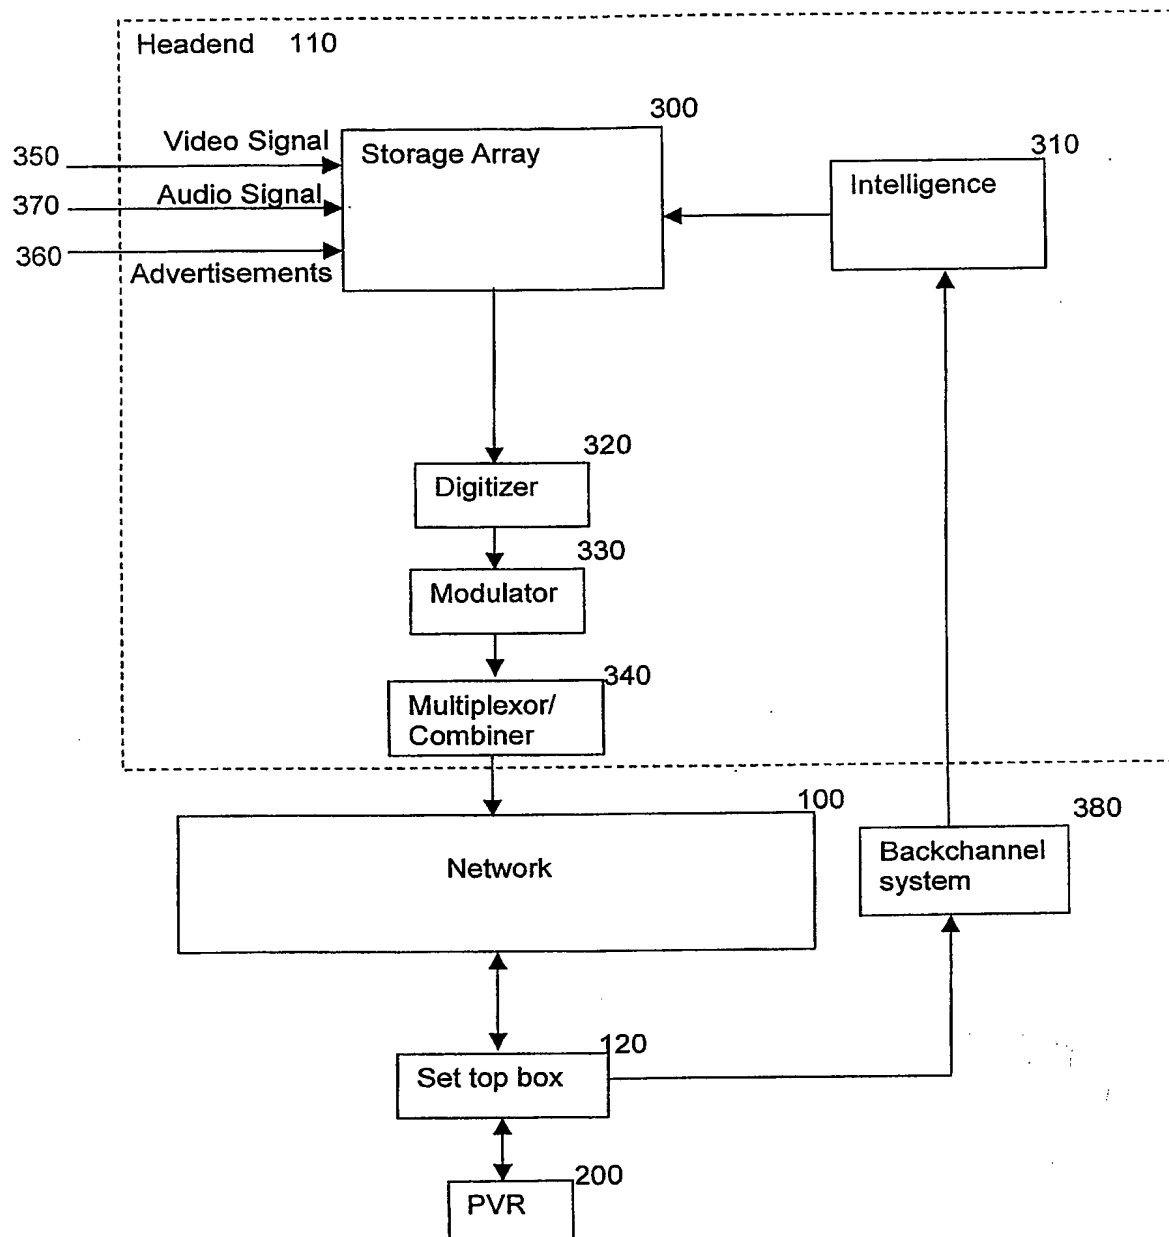 Headend 110
300
Video Signal
350
Storage Array
310
Intelligence
Audio Signal
370
360
Advertisements
320
Digitizer
330
Modulator
340
Multiplexor/
Combiner
100
Network
380
Backchannel
system
120
Set top box
200
PVR